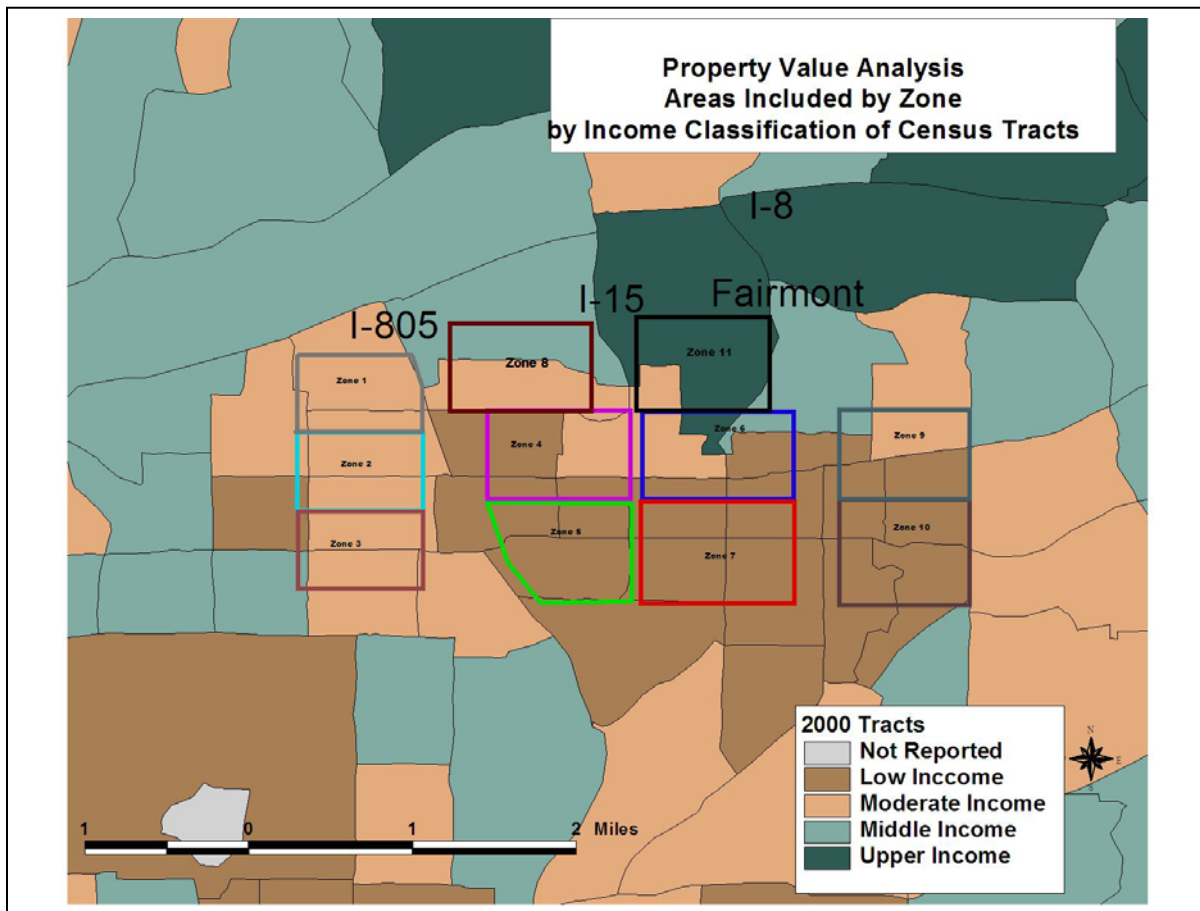 Property Value Analysis
Areas Included by Zone
by Income Classification of Census Tracts
I-8
I-15
Fairmont
I-805
Zone 11
Zone 8
Zone 1
Zone 6
Zone 9
Zone 4
Zone 2
Zone 10
Zone 5
Zone 3
Zone 7
2000 Tracts
Not Reported
Low Inccome
Moderate Income
Middle Income
Upper Income
N
E
S
1 0 1 2 Miles